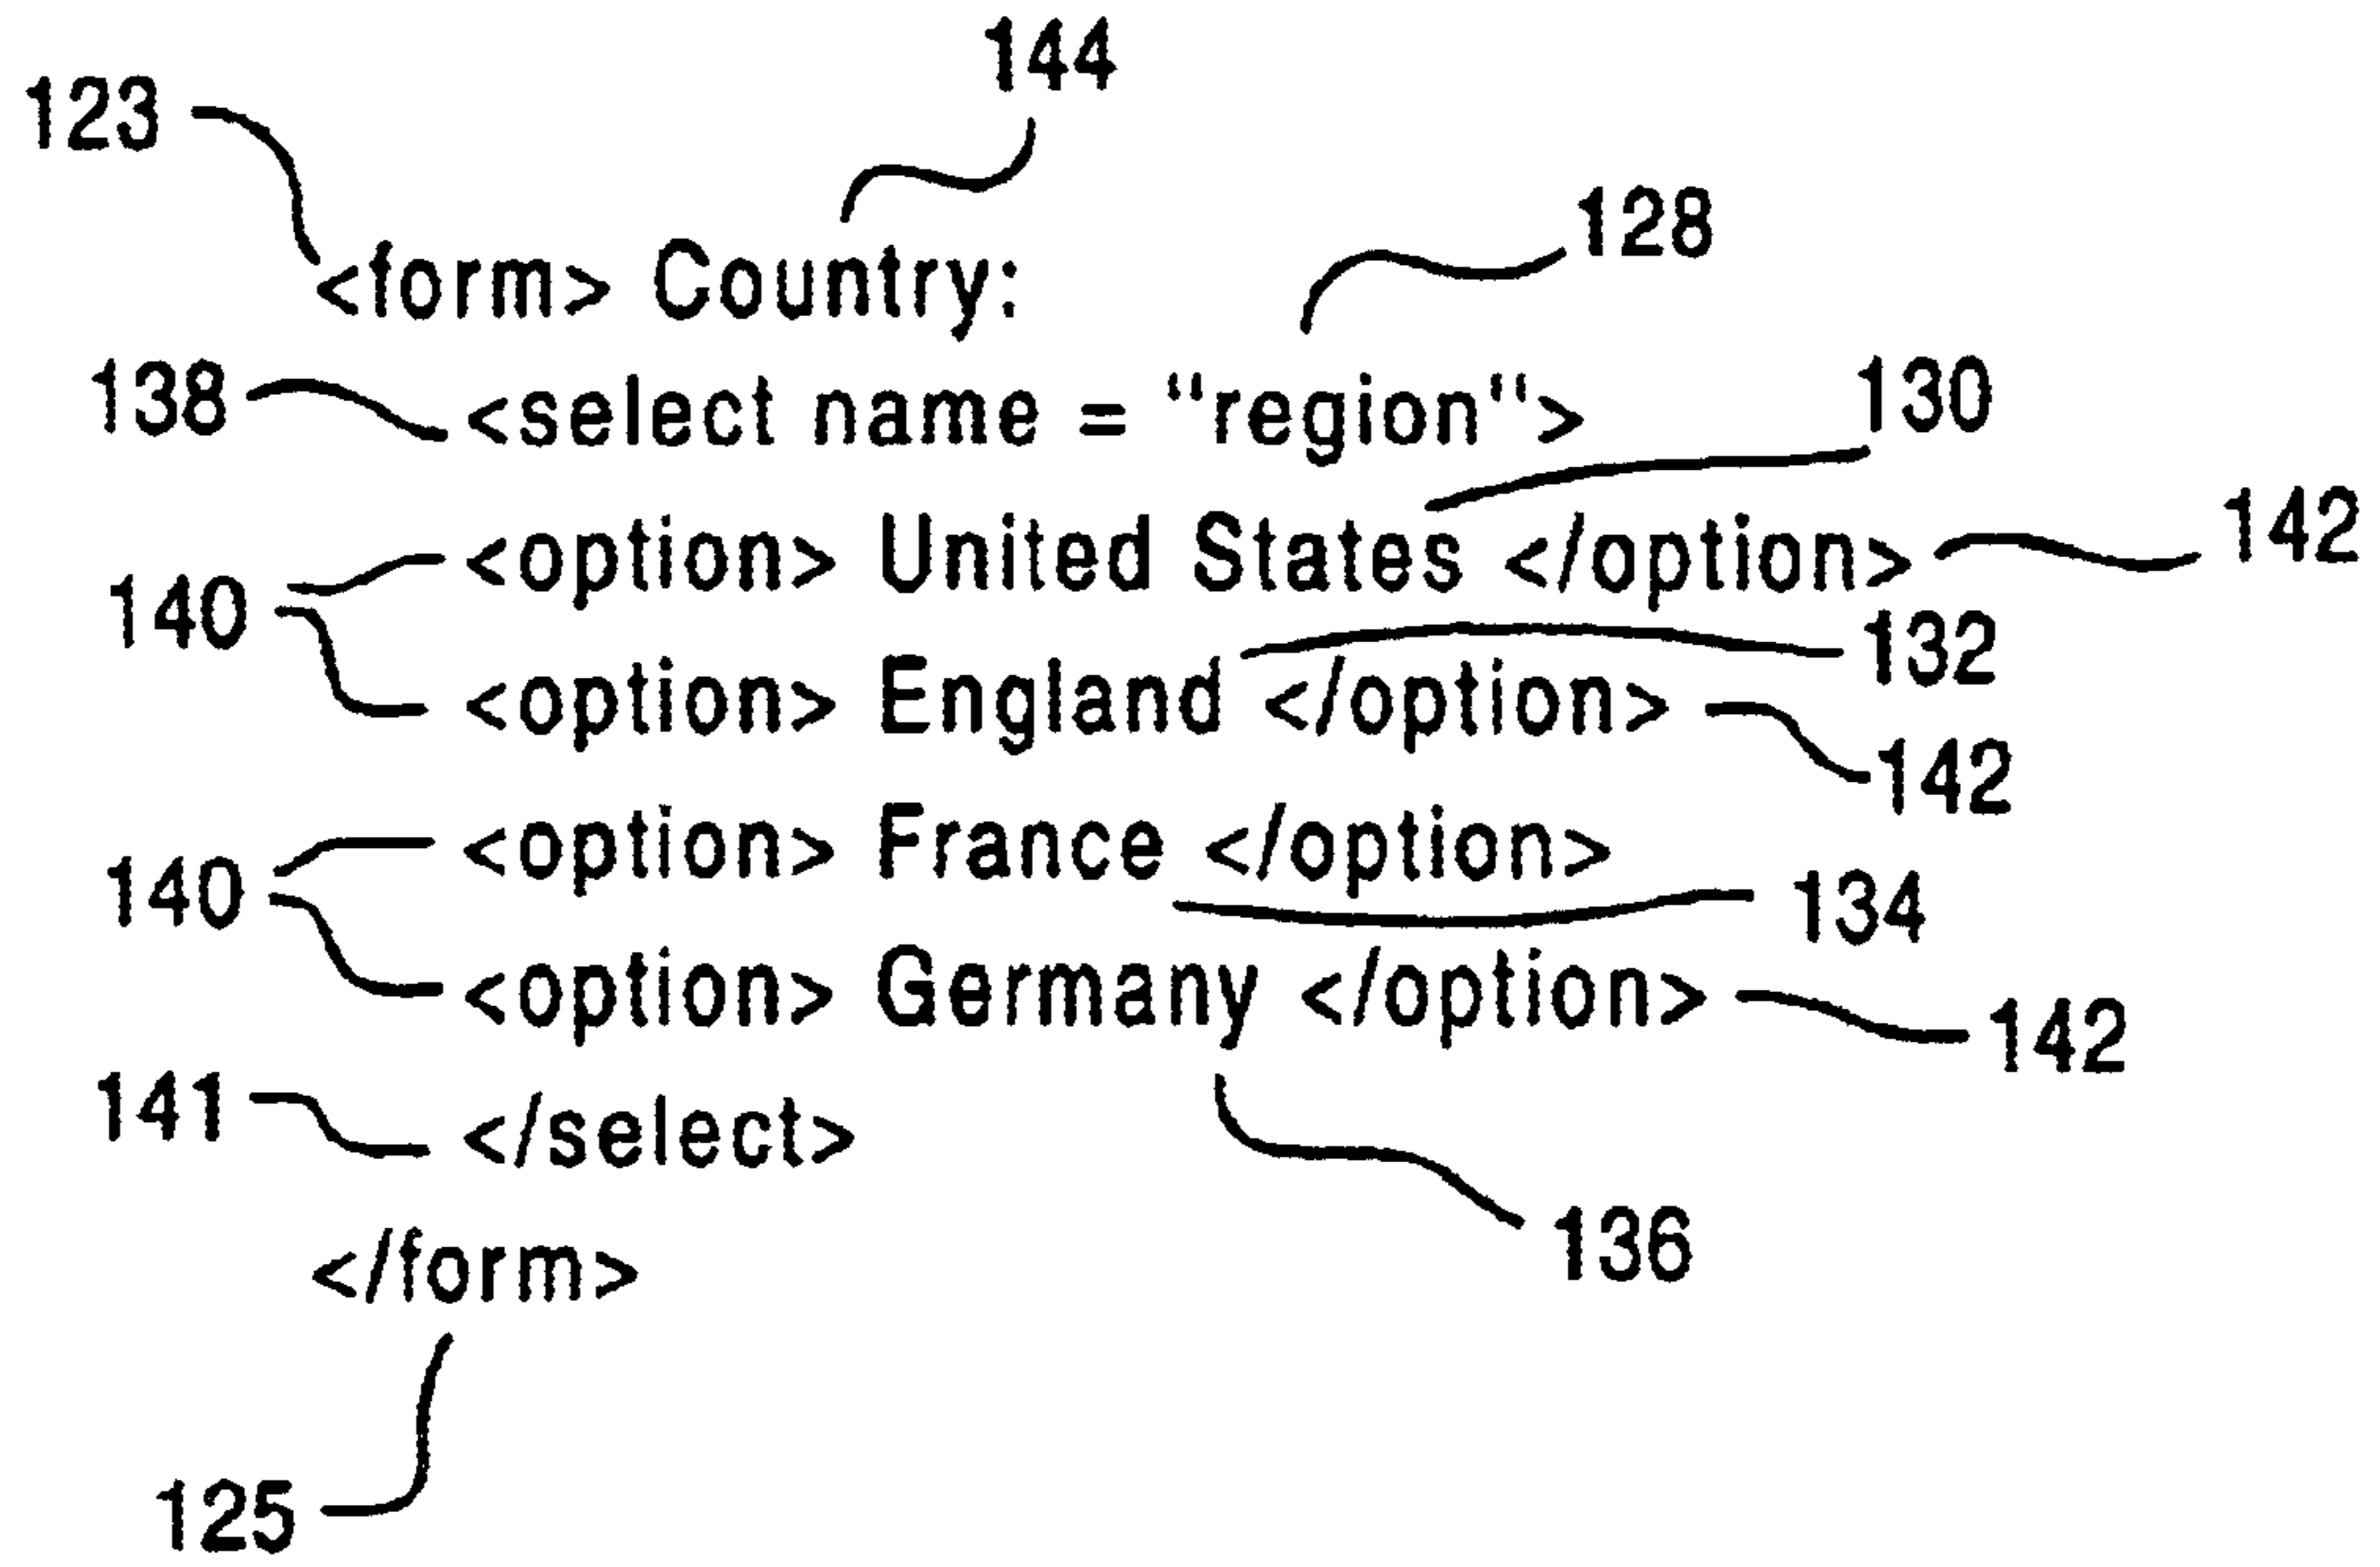 144
123
128
<form> Country:
138 <select name = "region"> 130
<option> United States </option> 142
140 132
<option> England </option>
142
<option> France </option>
140 134
<option> Germany </option> 142
141 </select>
136
</form>
125